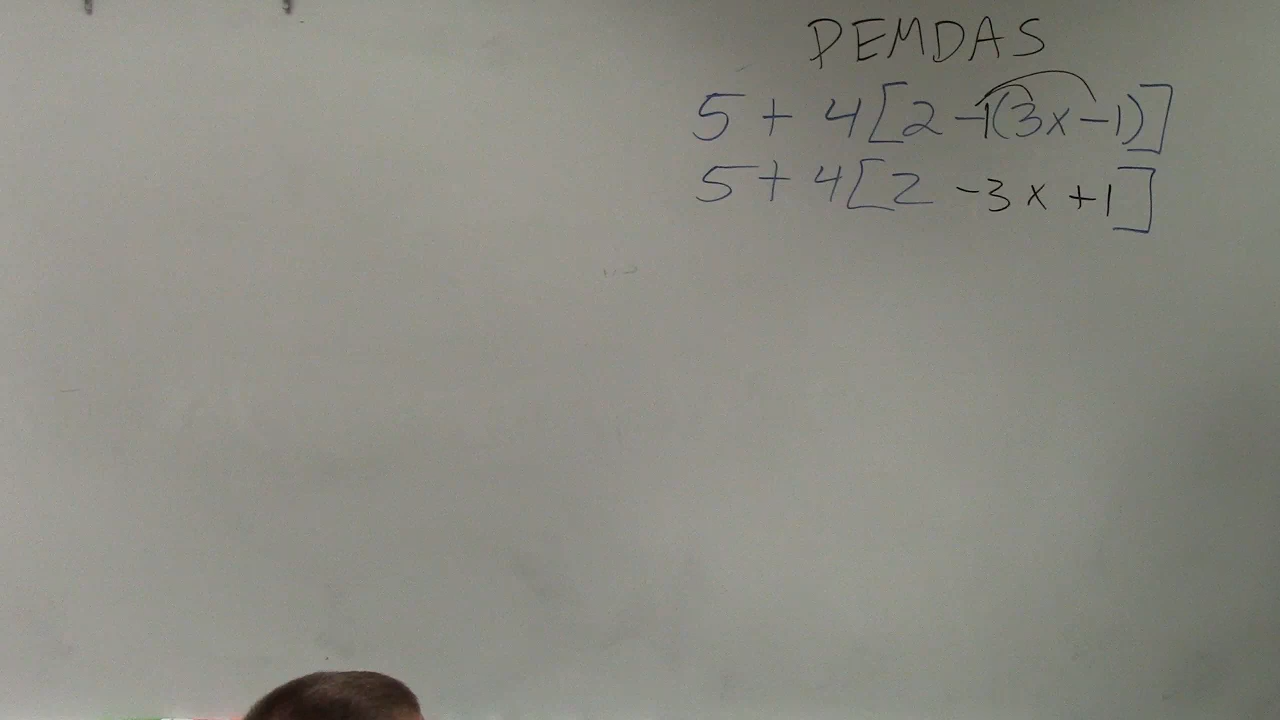 PEMDAS
5 + 4[2 -1(3x - 1)]
5 + 4[2 -3x +1]